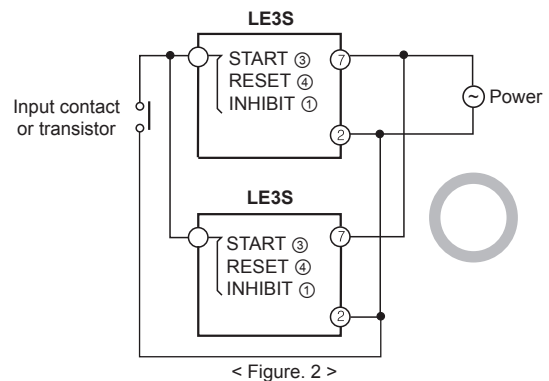 LE3S
START ③
RESET ④
INHIBIT ①
7
2
Input contact
or transistor
~ Power
LE3S
START ③
RESET ④
INHIBIT ①
7
2
< Figure. 2 >